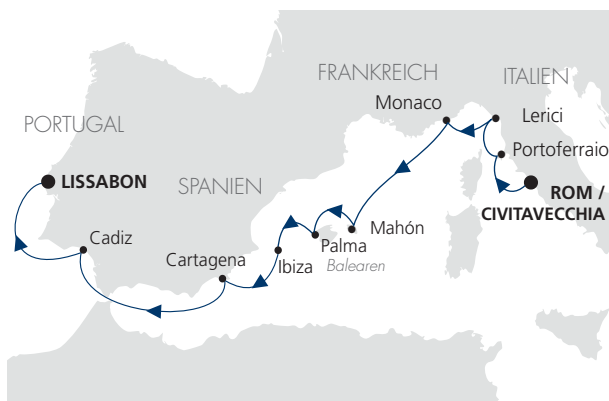 FRANKREICH
ITALIEN
Monaco
Lerici
PORTUGAL
Portoferraio
LISSABON
SPANIEN
ROM /
CIVITAVECCHIA
Mahón
Cadiz
Palma
Cartagena
Ibiza
Balearen